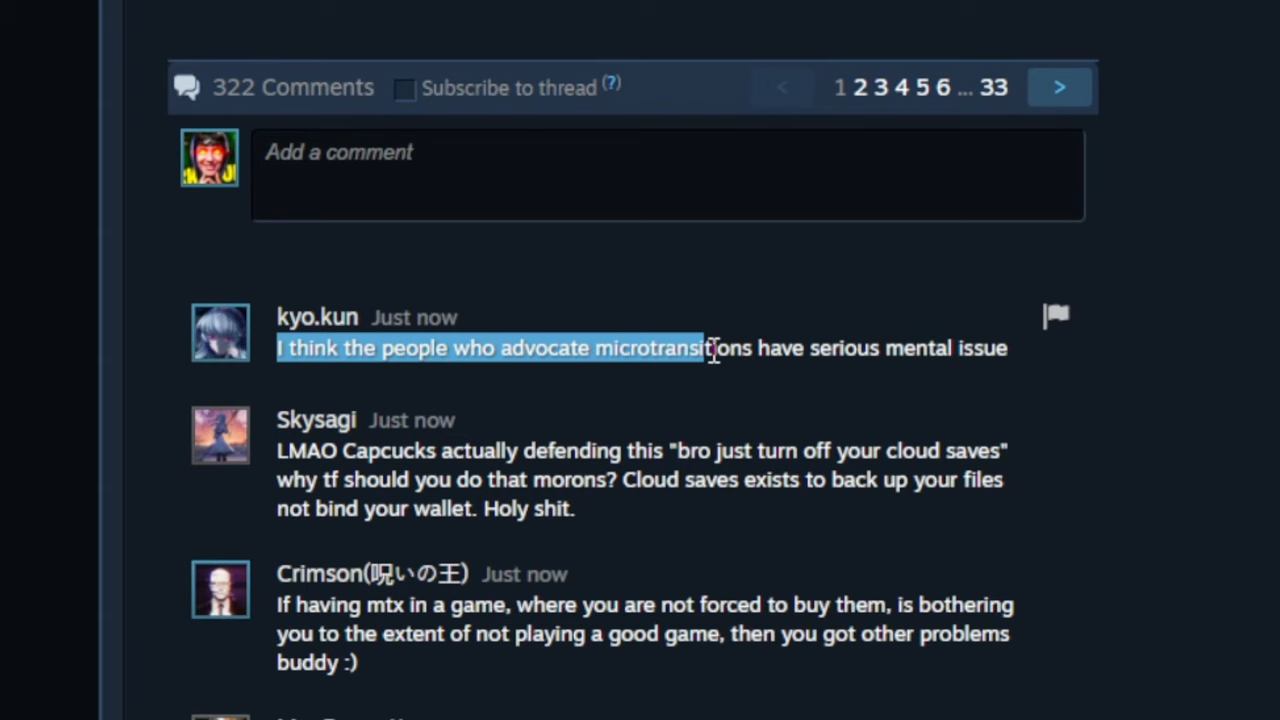 322 Comments Subscribe to thread (?) < 1 2 3 4 5 6 ... 33 >
Add a comment
kyo.kun Just now
I think the people who advocate microtransitions have serious mental issue
Skysagi Just now
LMAO Capcucks actually defending this "bro just turn off your cloud saves"
why tf should you do that morons? Cloud saves exists to back up your files
not bind your wallet. Holy shit.
Crimson(呪いの王) Just now
If having mtx in a game, where you are not forced to buy them, is bothering
you to the extent of not playing a good game, then you got other problems
buddy :)